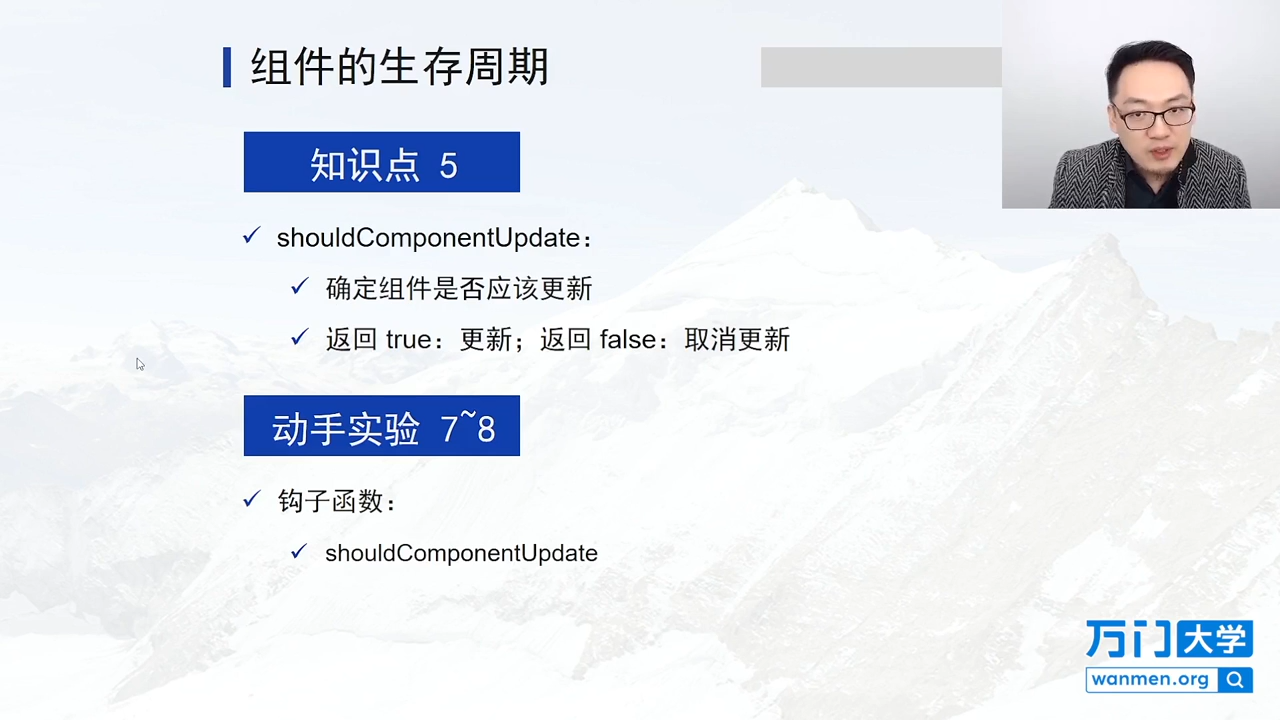 组件的生存周期
知识点 5
shouldComponentUpdate：
确定组件是否应该更新
返回 true：更新；返回 false：取消更新
动手实验 7~8
钩子函数：
shouldComponentUpdate
万门大学
wanmen.org